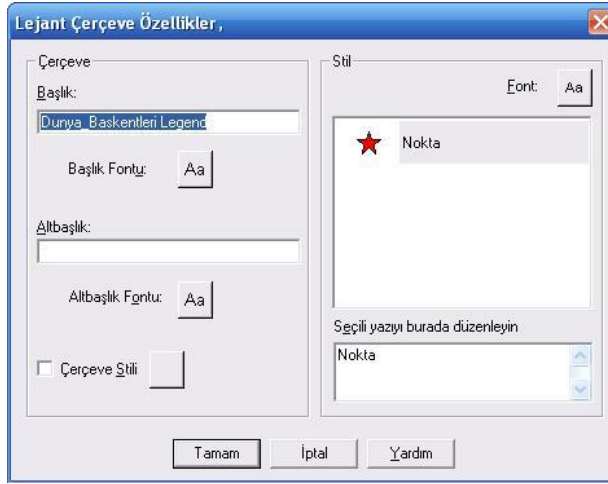 Lejant Çerçeve Özellikler,
Çerçeve
Başlık:
Dunya_Baskentleri Legend
Başlık Fontu:
Aa
Altbaşlık:
Altbaşlık Fontu:
Aa
Çerçeve Stili
Stil
Font:
Aa
Nokta
Seçili yazıyı burada düzenleyin
Nokta
Tamam
İptal
Yardım